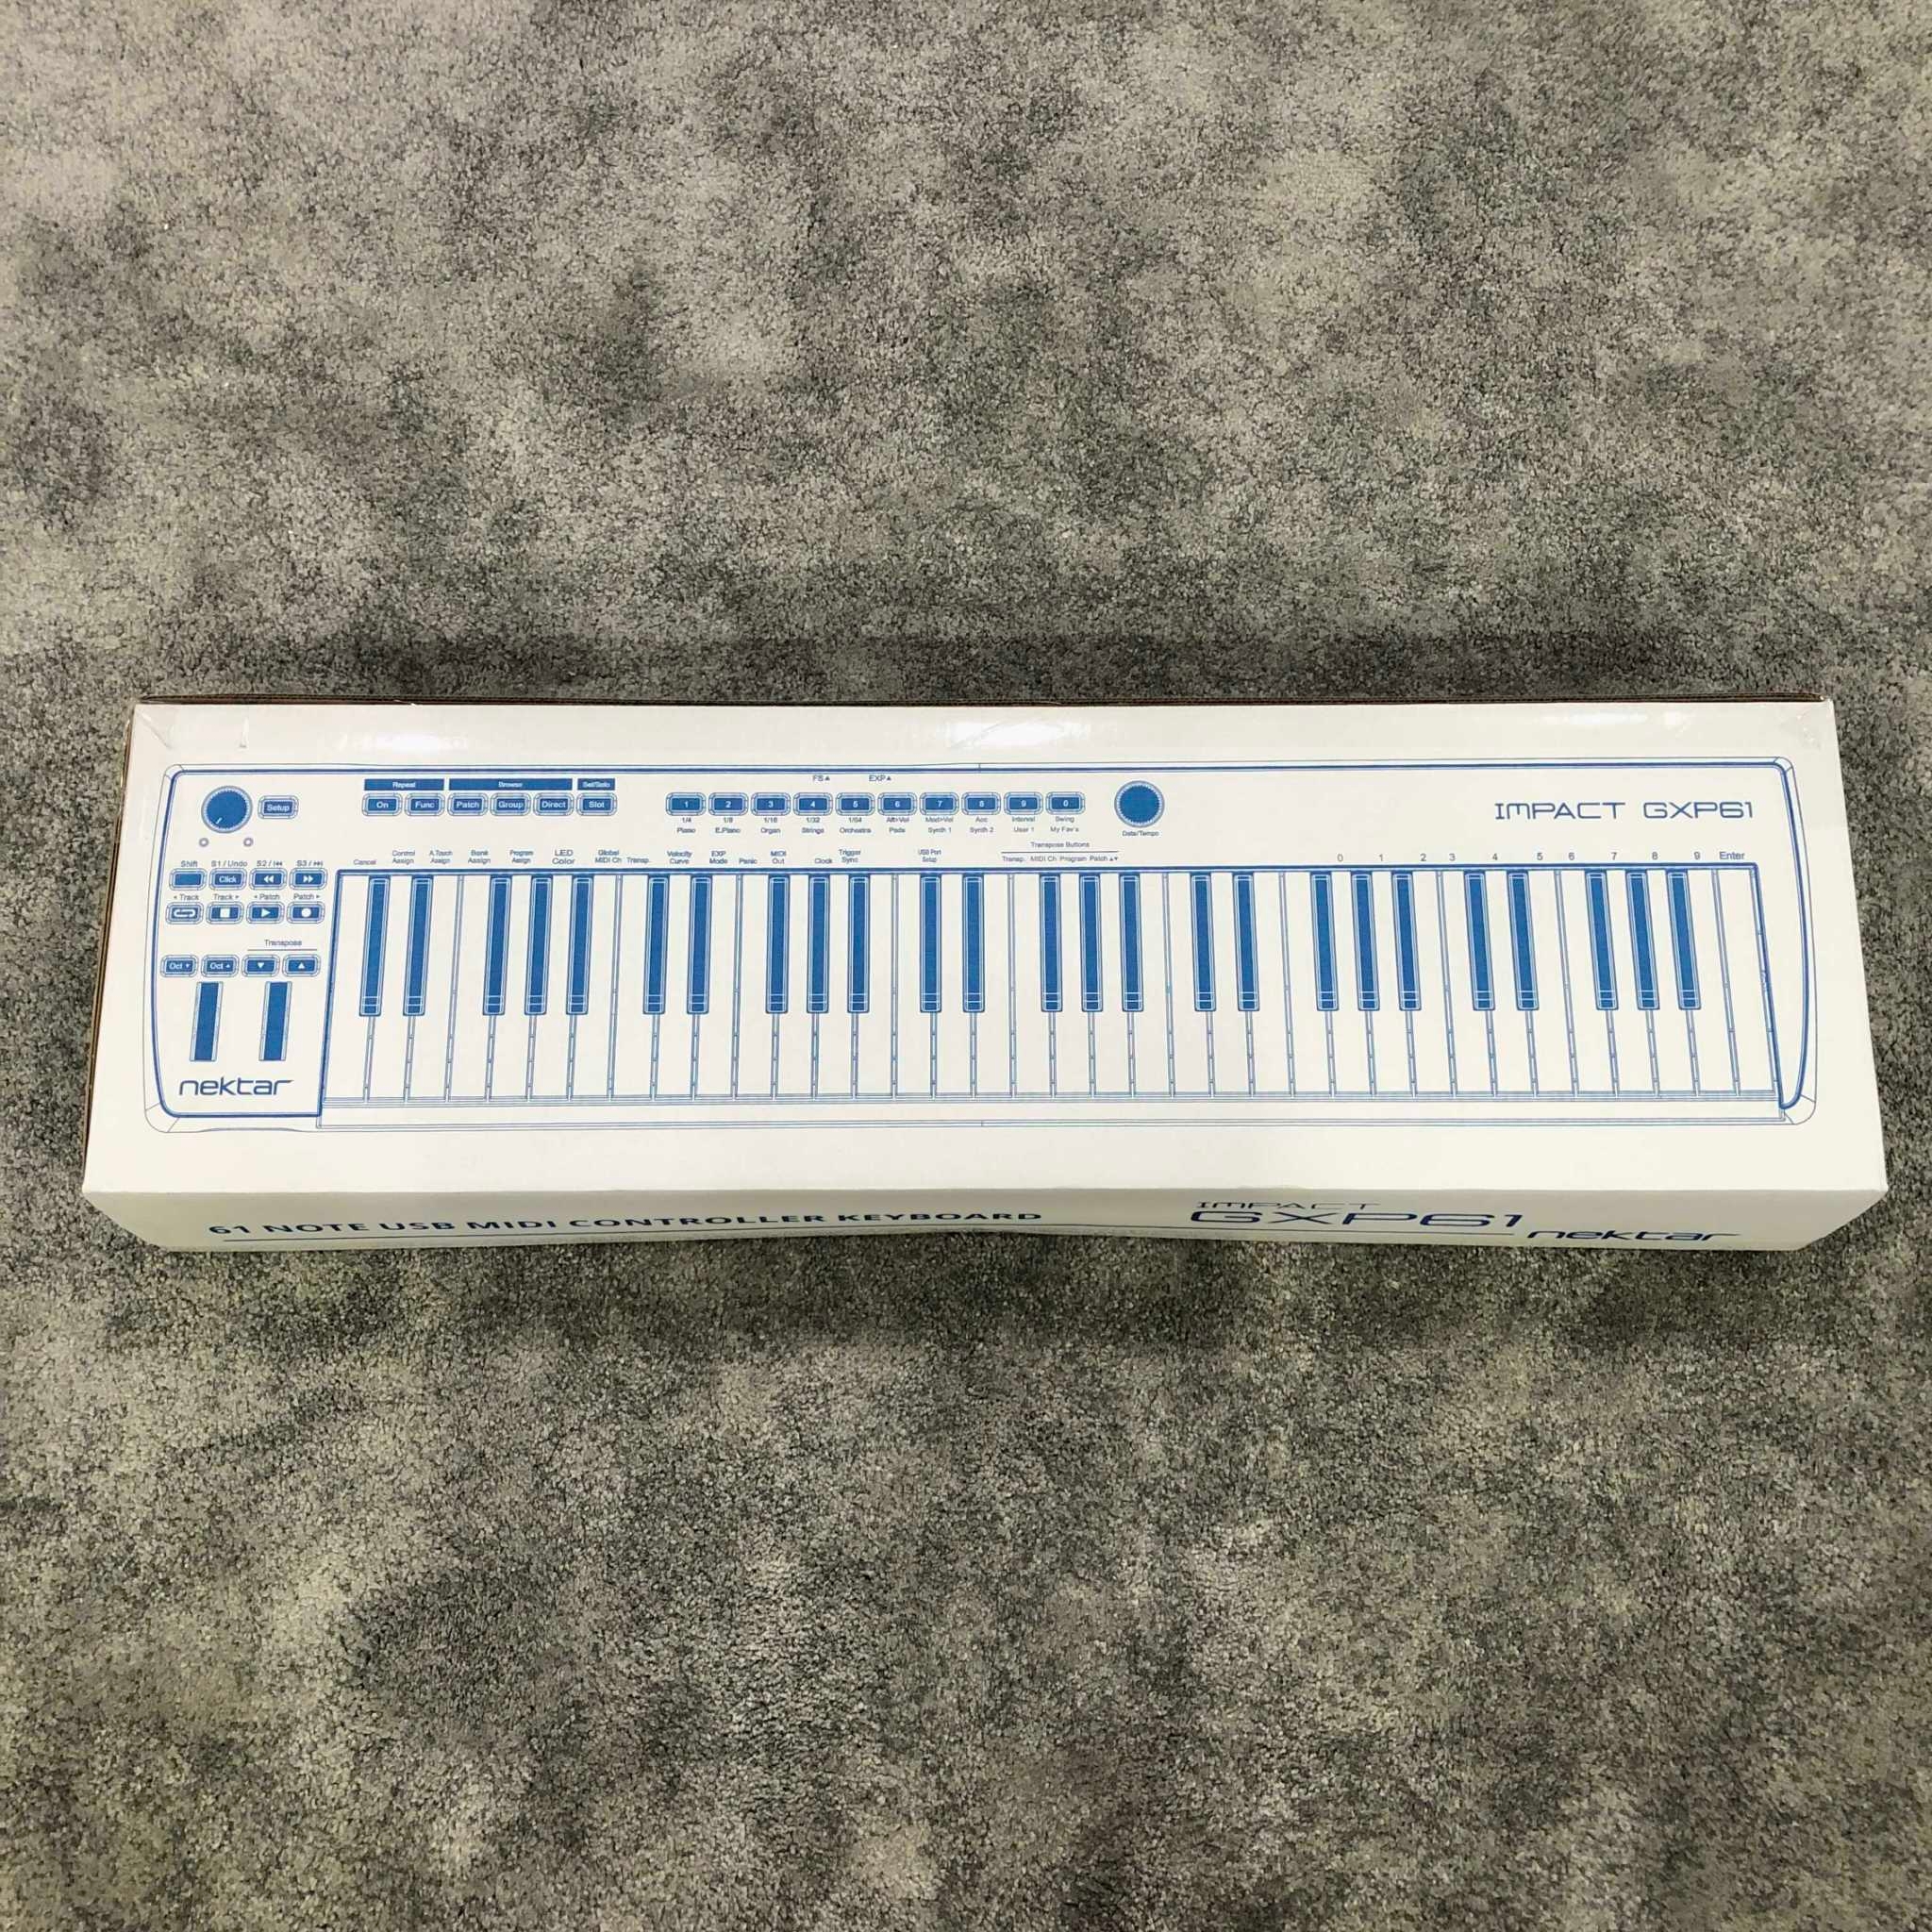 FS▲ EXP▲
Repeat Browse Sel/Solo
Setup On Func Patch Group Direct Slot 1 2 3 4 5 6 7 8 9 0
1/4 1/8 1/16 1/32 1/64 Aft>Vel Mod>Vel Acc Interval Swing
Piano E.Piano Organ Strings Orchestra Pads Synth 1 Synth 2 User 1 My Fav's
Data/Tempo
IMPACT GXP61
Shift S1 / Undo S2 / ⏮ S3 / ⏭
Click ◀◀ ▶▶
◂ Track Track ▸ ◂ Patch Patch ▸
Transpose
Oct ▾ Oct ▴ ▼ ▲
Cancel Control Assign A.Touch Assign Bank Assign Program Assign LED Color Global MIDI Ch Transp. Velocity Curve EXP Mode Panic MIDI Out Clock Trigger Sync USB Port Setup
Transpose Buttons
Transp. MIDI Ch Program Patch ▴▾
0 1 2 3 4 5 6 7 8 9 Enter
nektar
61 NOTE USB MIDI CONTROLLER KEYBOARD
IMPACT
GXP61
nektar